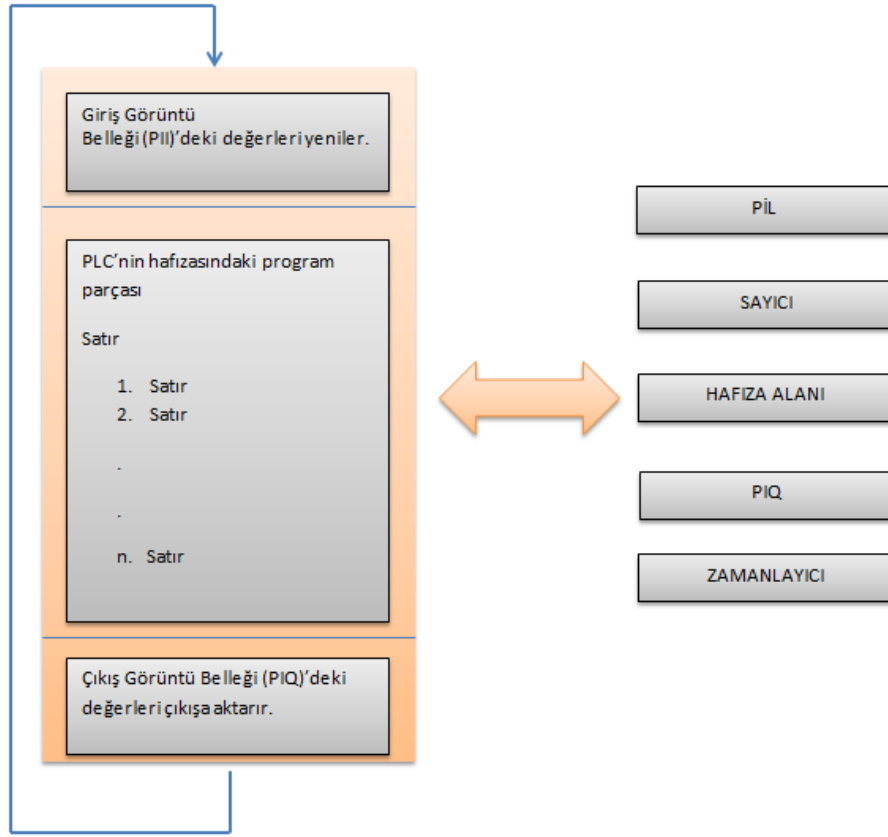 Giriş Görüntü
Belleği (PII)'deki değerleri yeniler.
PLC'nin hafızasındaki program
parçası
Satır
1. Satır
2. Satır
.
.
n. Satır
Çıkış Görüntü Belleği (PIQ)'deki
değerleri çıkışa aktarır.
PİL
SAYICI
HAFIZA ALANI
PIQ
ZAMANLAYICI